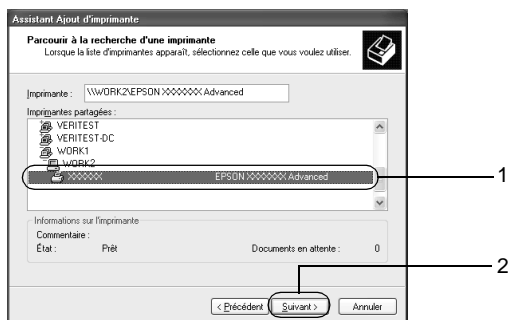 Assistant Ajout d'imprimante
Parcourir à la recherche d'une imprimante
Lorsque la liste d'imprimantes apparaît, sélectionnez celle que vous voulez utiliser.
Imprimante : \\WORK2\EPSON XXXXXX Advanced
Imprimantes partagées :
VERITEST
VERITEST-DC
WORK1
WORK2
XXXXXX EPSON XXXXXX Advanced
1
Informations sur l'imprimante
Commentaire :
État : Prêt Documents en attente : 0
2
< Précédent Suivant > Annuler